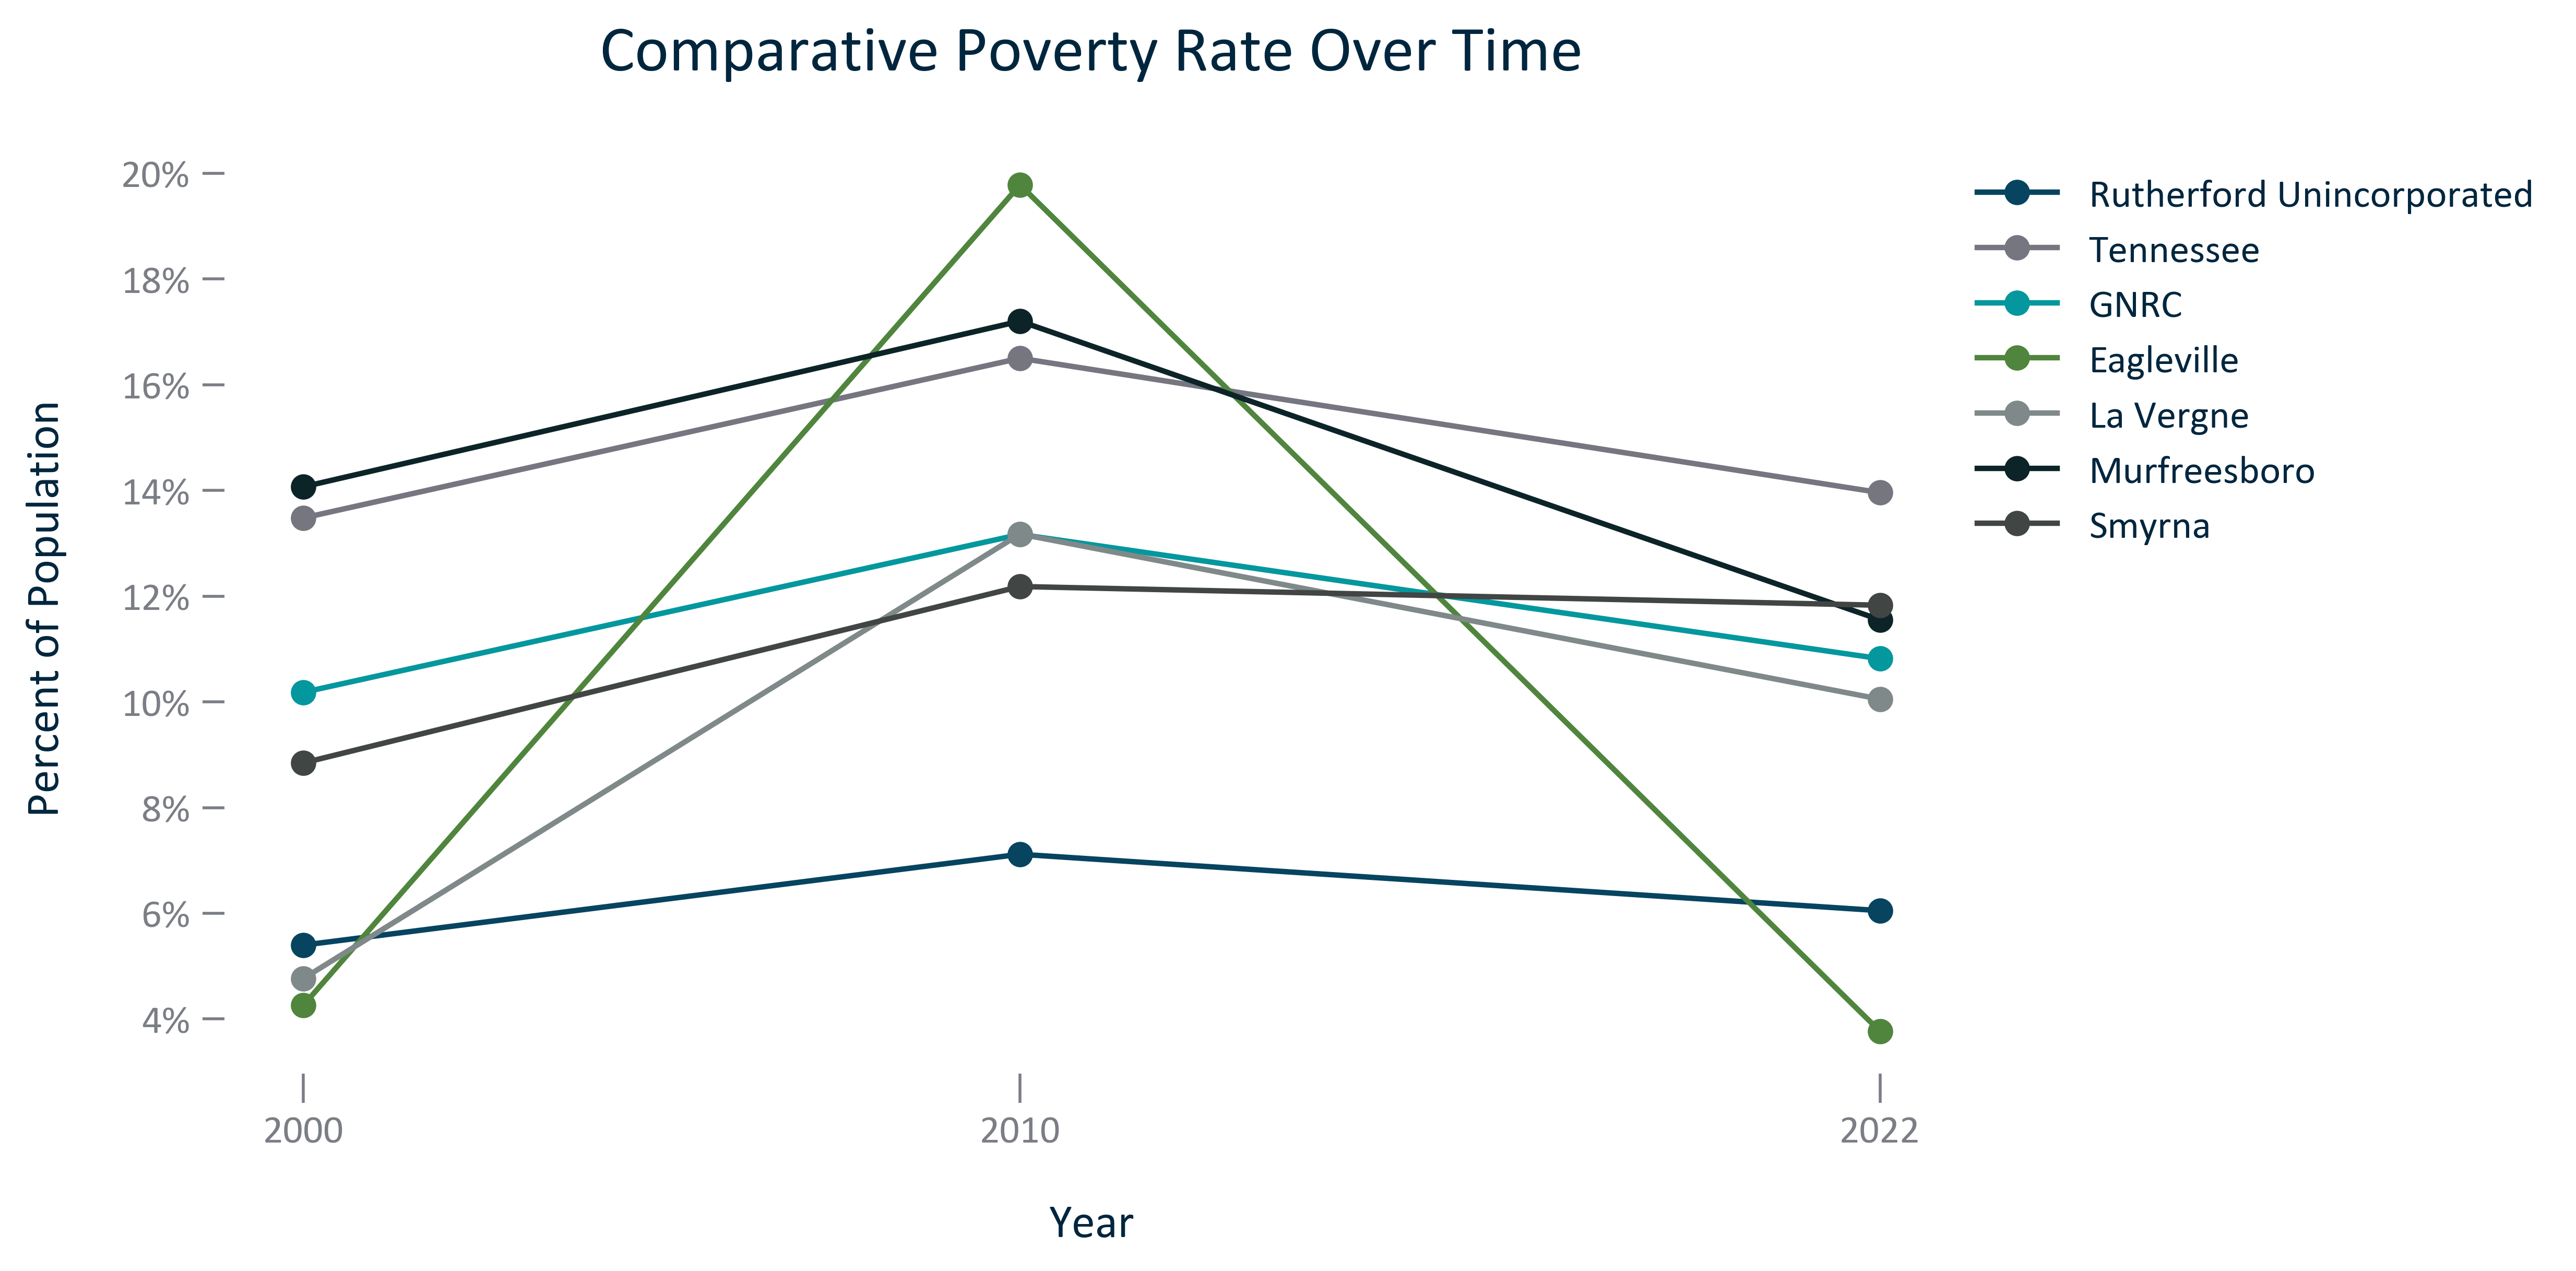 Comparative Poverty Rate Over Time
Percent of Population
20%
18%
16%
14%
12%
10%
8%
6%
4%
2000
2010
2022
Year
Rutherford Unincorporated
Tennessee
GNRC
Eagleville
La Vergne
Murfreesboro
Smyrna